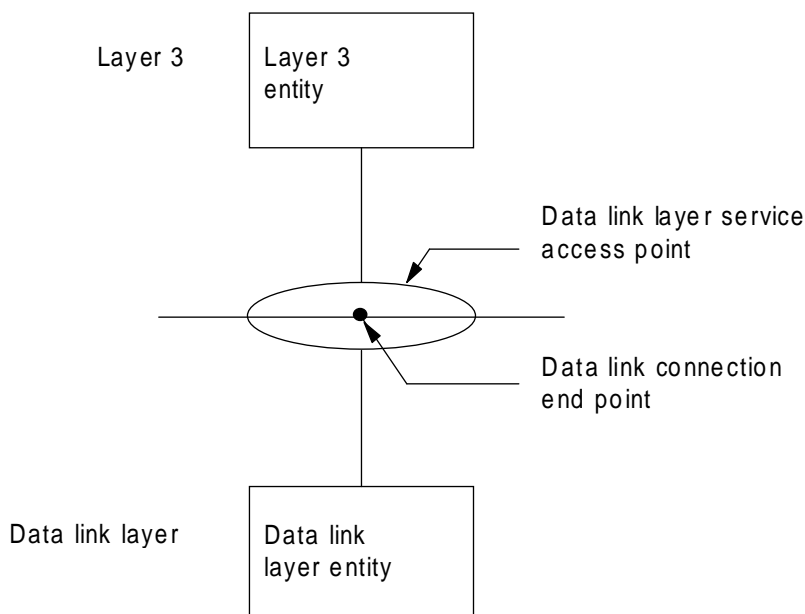 Layer 3
Layer 3
entity
Data link layer service
access point
Data link connection
end point
Data link layer
Data link
layer entity